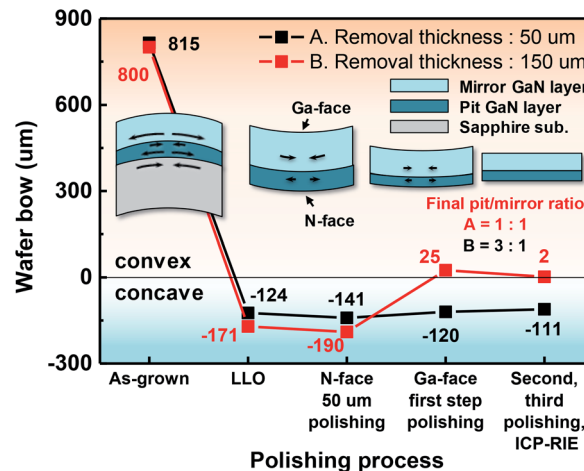 900
600
300
0
-300
Wafer bow (um)
815
800
A. Removal thickness : 50 um
B. Removal thickness : 150 um
Mirror GaN layer
Pit GaN layer
Sapphire sub.
Ga-face
N-face
Final pit/mirror ratio
A = 1 : 1
B = 3 : 1
convex
concave
-124
-141
25
2
-171
-190
-120
-111
As-grown
LLO
N-face
50 um
polishing
Ga-face
first step
polishing
Second,
third
polishing,
ICP-RIE
Polishing process